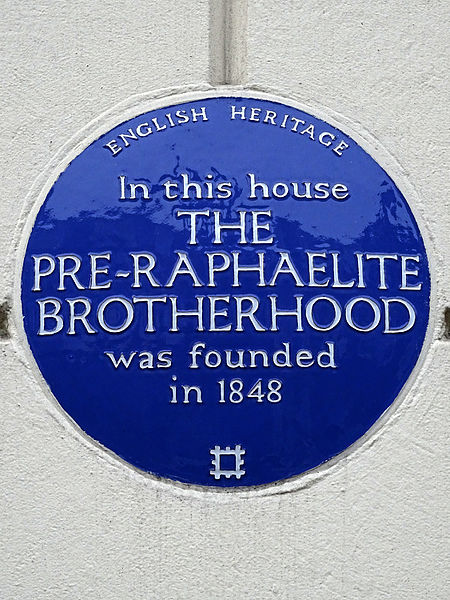 ENGLISH HERITAGE
In this house
THE
PRE-RAPHAELITE
BROTHERHOOD
was founded
in 1848